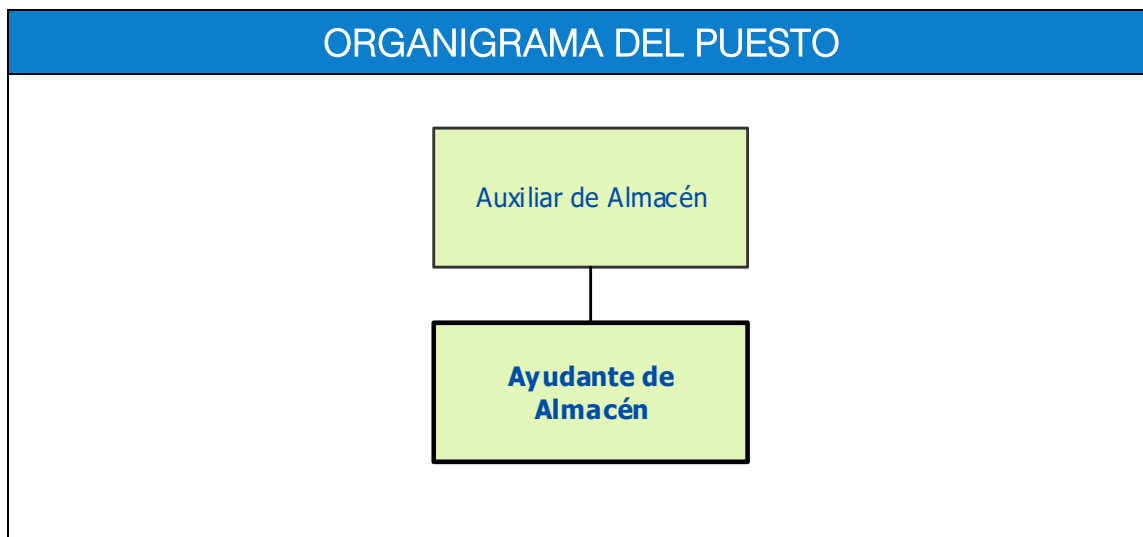 ORGANIGRAMA DEL PUESTO
Auxiliar de Almacén
Ayudante de
Almacén